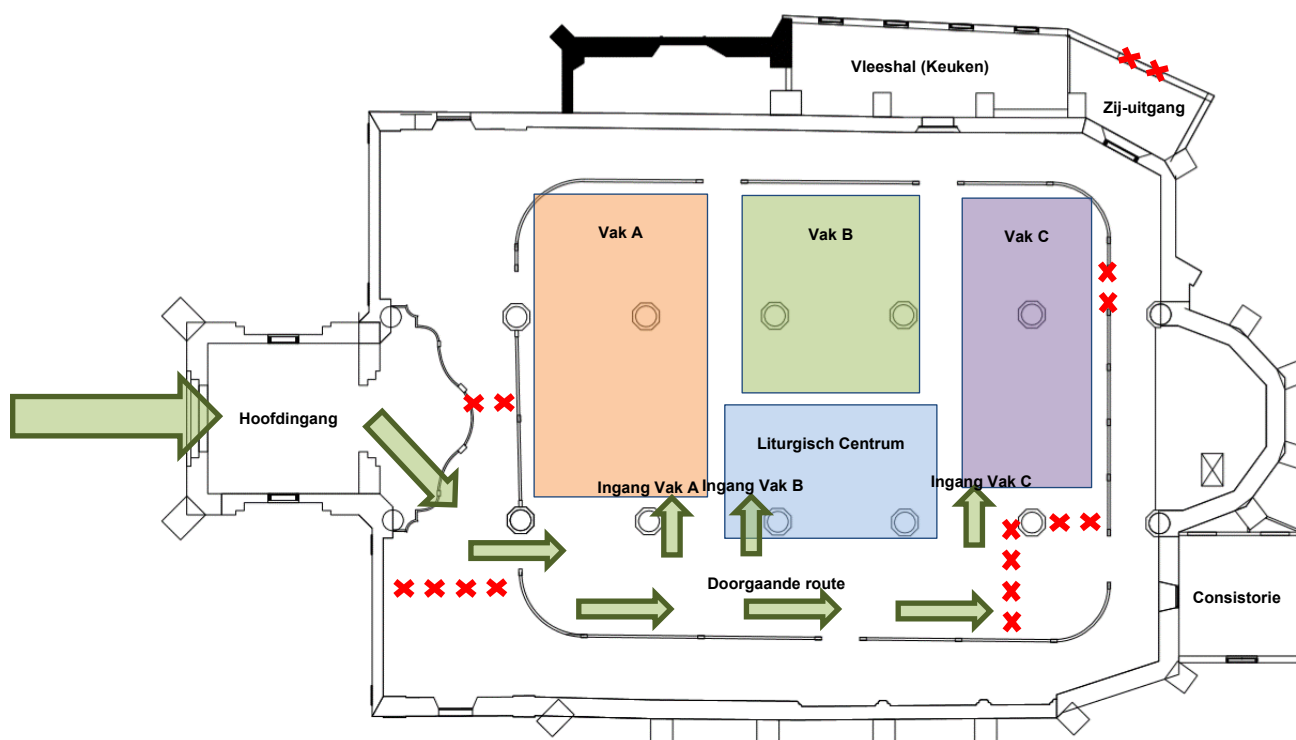 Vleeshal (Keuken)
Zij-uitgang
Vak A
Vak B
Vak C
Hoofdingang
Liturgisch Centrum
Ingang Vak A
Ingang Vak B
Ingang Vak C
Doorgaande route
Consistorie